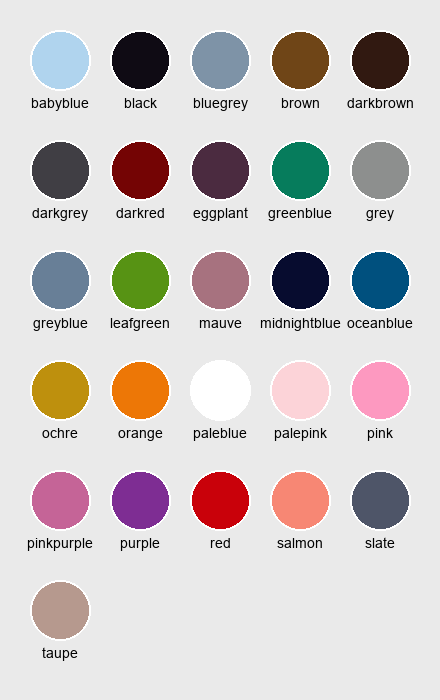 babyblue black bluegrey brown darkbrown
darkgrey darkred eggplant greenblue grey
greyblue leafgreen mauve midnightblue oceanblue
ochre orange paleblue palepink pink
pinkpurple purple red salmon slate
taupe